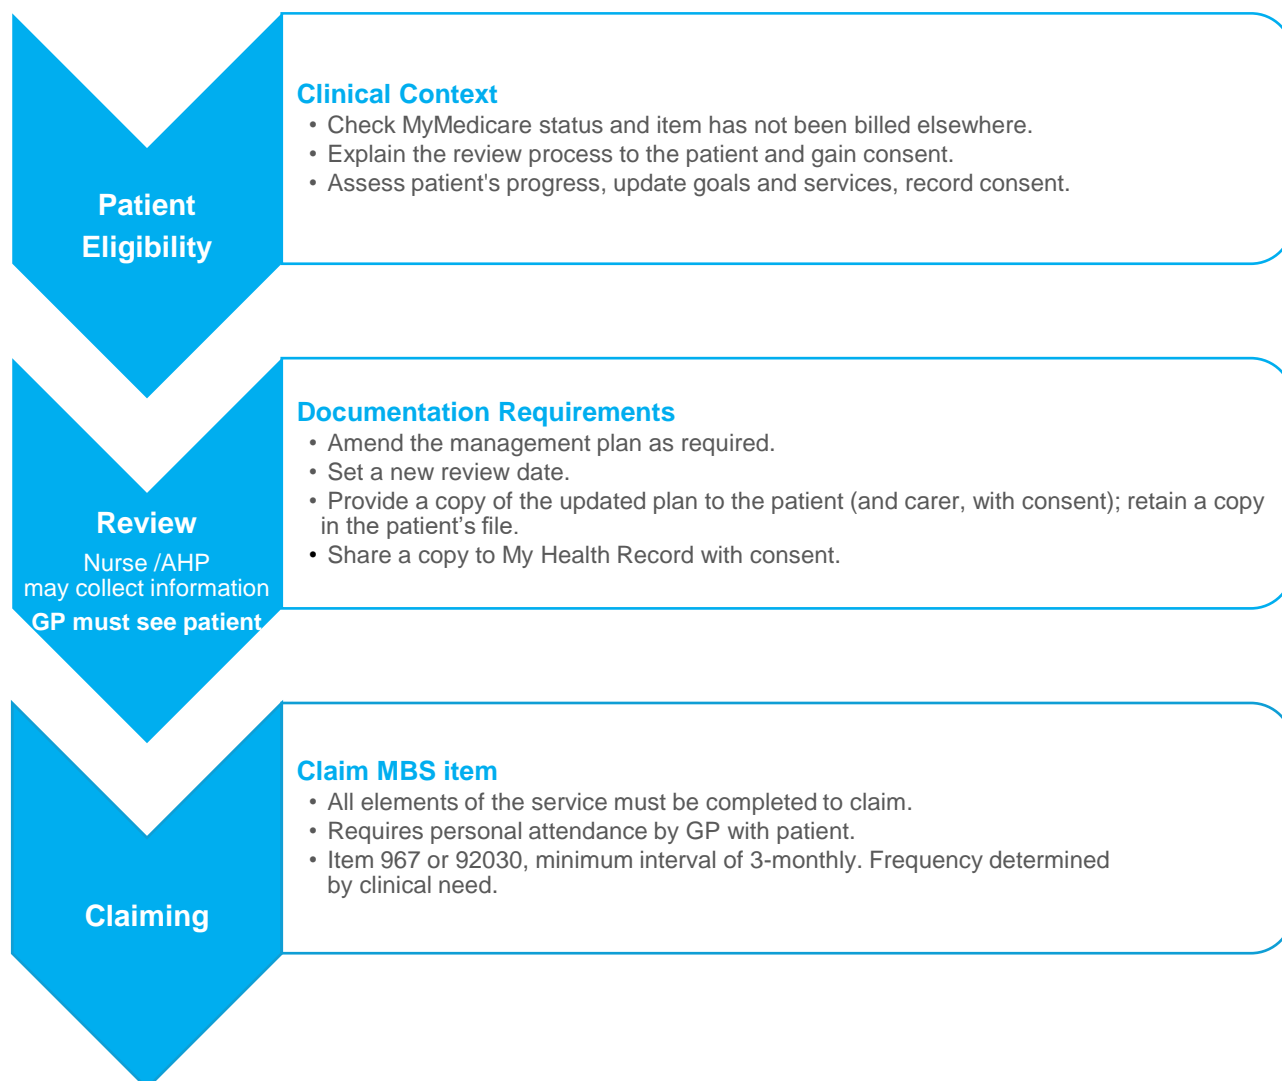 Patient
Eligibility
Clinical Context
• Check MyMedicare status and item has not been billed elsewhere.
• Explain the review process to the patient and gain consent.
• Assess patient's progress, update goals and services, record consent.
Review
Nurse /AHP
may collect information
GP must see patient
Documentation Requirements
• Amend the management plan as required.
• Set a new review date.
• Provide a copy of the updated plan to the patient (and carer, with consent); retain a copy
in the patient’s file.
• Share a copy to My Health Record with consent.
Claiming
Claim MBS item
• All elements of the service must be completed to claim.
• Requires personal attendance by GP with patient.
• Item 967 or 92030, minimum interval of 3-monthly. Frequency determined
by clinical need.